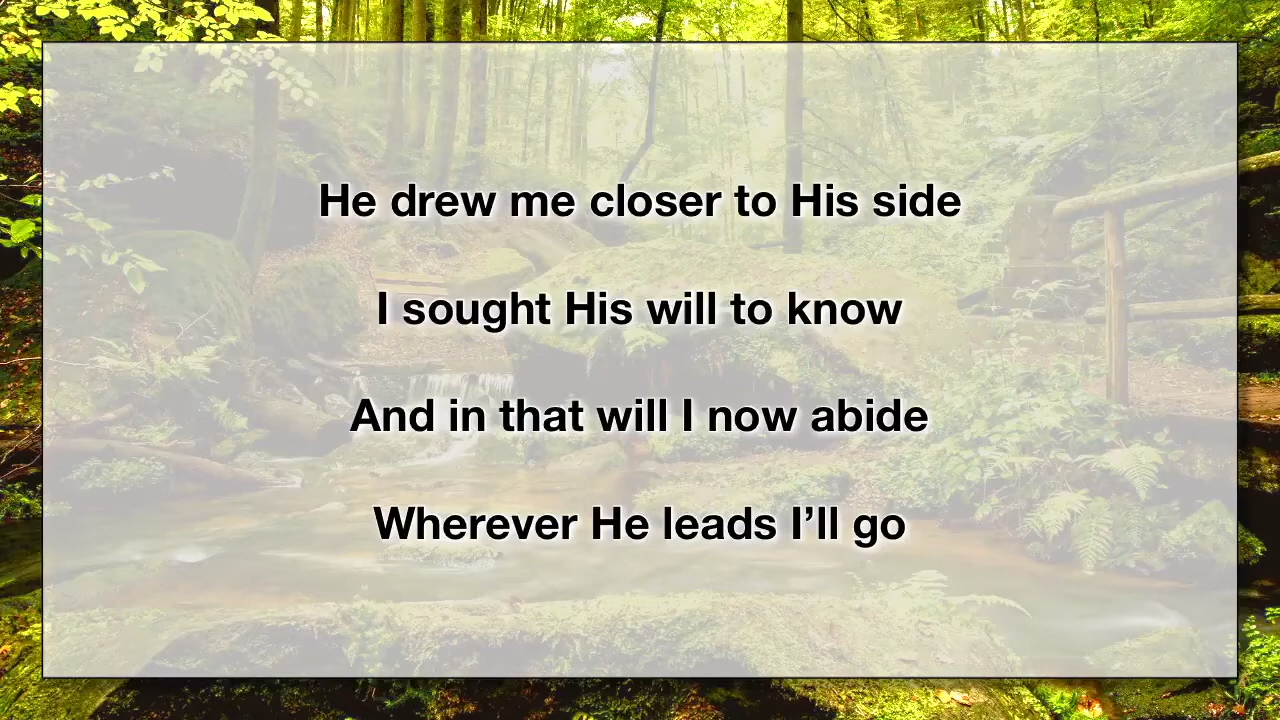 He drew me closer to His side
I sought His will to know
And in that will I now abide
Wherever He leads I’ll go